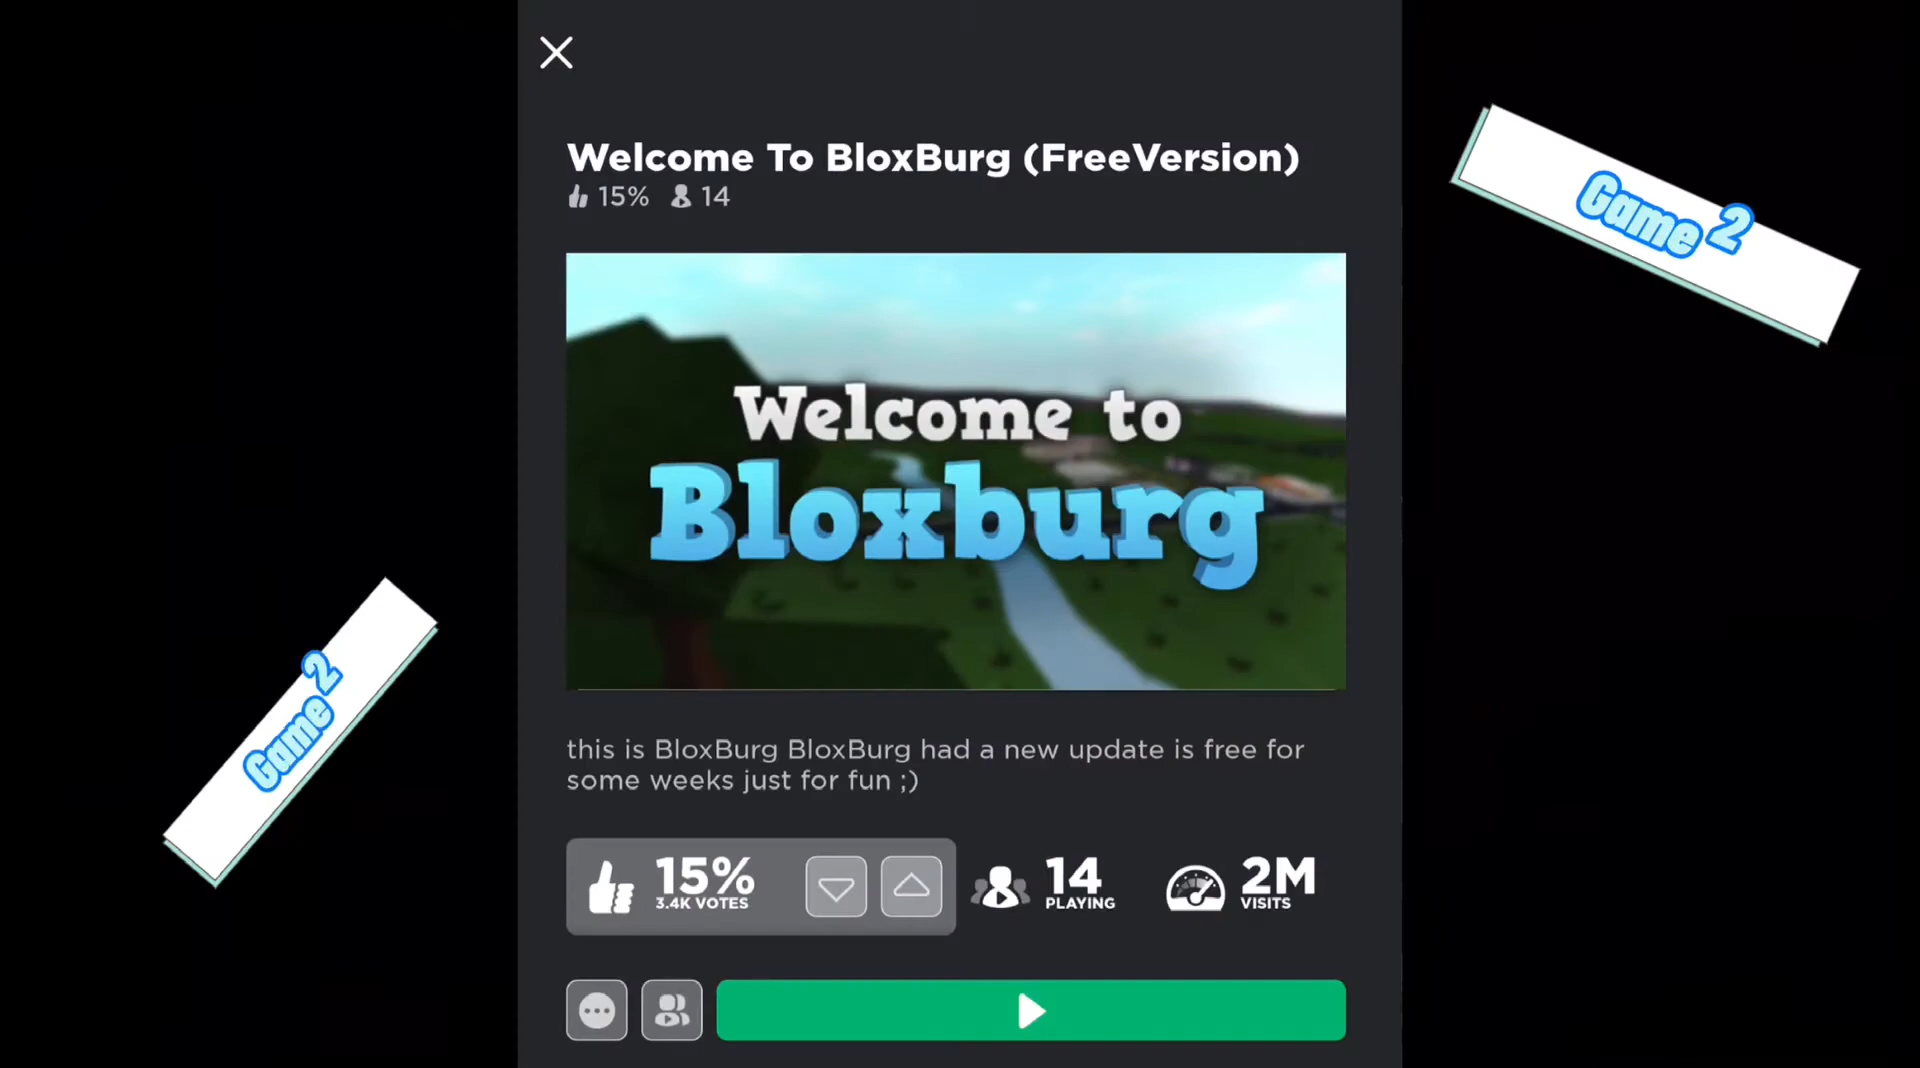 Welcome To BloxBurg (FreeVersion)
15% 14
Game 2
Welcome to
Bloxburg
Game 2
this is BloxBurg BloxBurg had a new update is free for
some weeks just for fun ;)
15% 14 2M
3.4K VOTES PLAYING VISITS